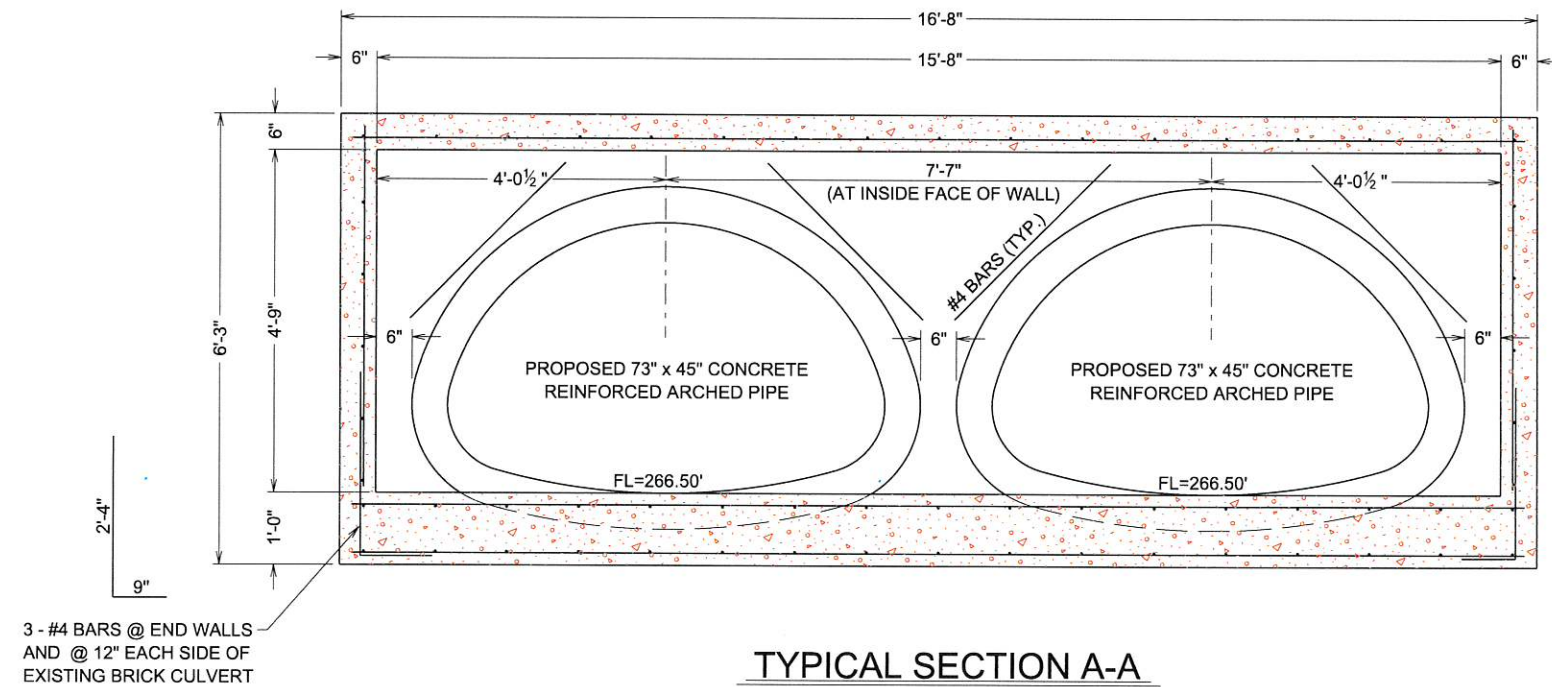 16'-8"
6"
15'-8"
6"
6"
4'-0½ "
7'-7"
(AT INSIDE FACE OF WALL)
4'-0½ "
#4 BARS (TYP.)
6'-3"
4'-9"
6"
6"
6"
PROPOSED 73" x 45" CONCRETE
REINFORCED ARCHED PIPE
PROPOSED 73" x 45" CONCRETE
REINFORCED ARCHED PIPE
FL=266.50'
FL=266.50'
2'-4"
1'-0"
9"
3 - #4 BARS @ END WALLS
AND @ 12" EACH SIDE OF
EXISTING BRICK CULVERT
TYPICAL SECTION A-A